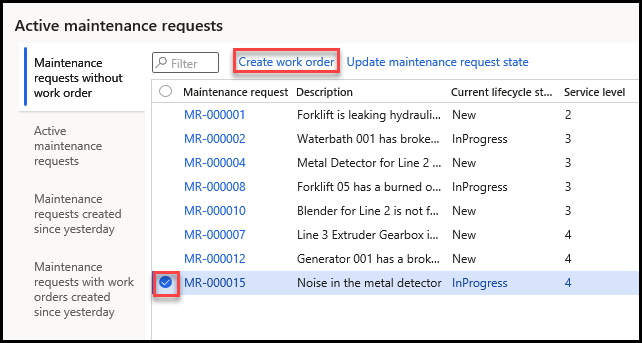 Active maintenance requests
Maintenance
requests without
work order
Active
maintenance
requests
Maintenance
requests created
since yesterday
Maintenance
requests with work
orders created
since yesterday
Filter Create work order Update maintenance request state
Maintenance request Description Current lifecycle st... Service level
MR-000001 Forklift is leaking hydrauli... New 2
MR-000002 Waterbath 001 has broke... InProgress 3
MR-000004 Metal Detector for Line 2 ... New 3
MR-000008 Forklift 05 has a burned o... InProgress 3
MR-000010 Blender for Line 2 is not f... New 3
MR-000007 Line 3 Extruder Gearbox i... New 4
MR-000012 Generator 001 has a brok... New 4
MR-000015 Noise in the metal detector InProgress 4